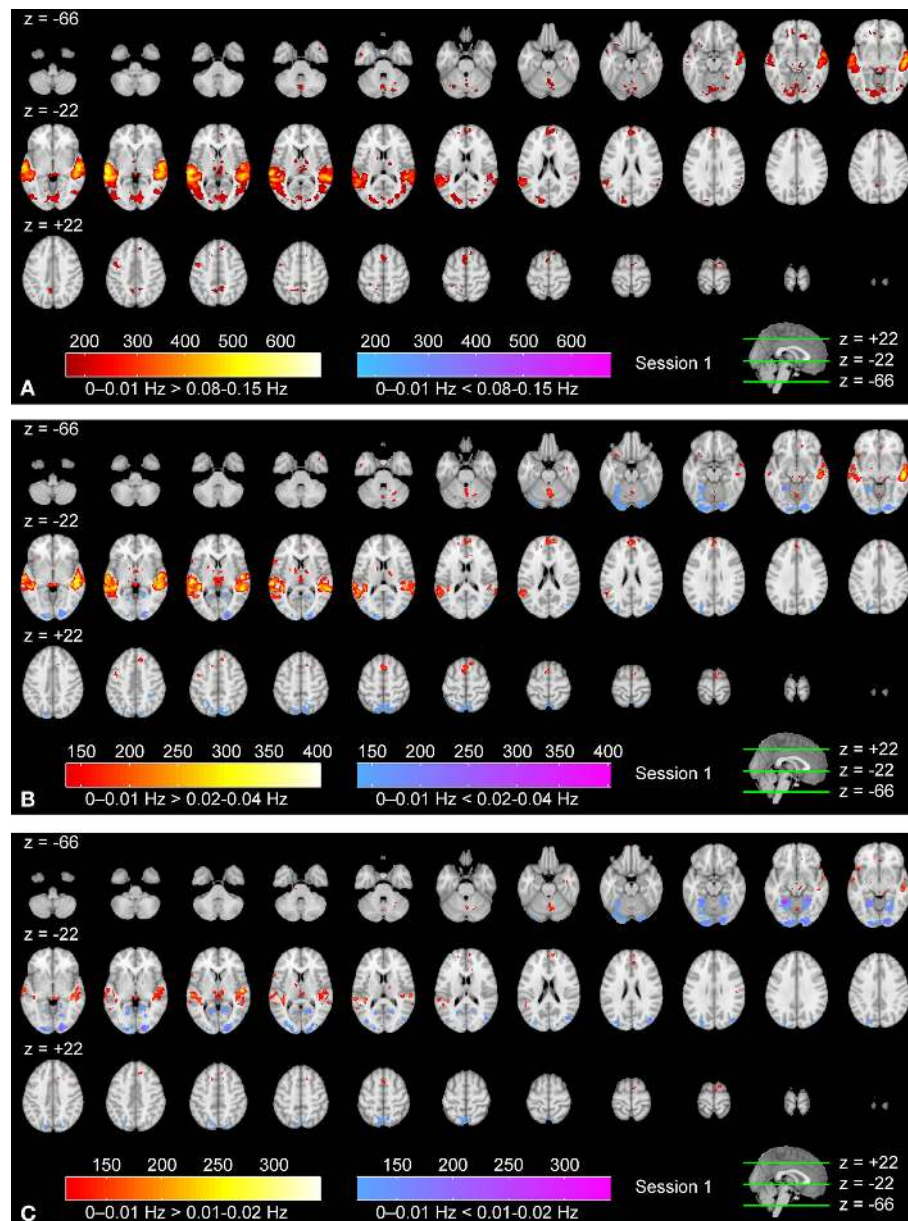 z = -66
z = -22
z = +22
200 300 400 500 600 200 300 400 500 600
0–0.01 Hz > 0.08-0.15 Hz 0–0.01 Hz < 0.08-0.15 Hz
Session 1
z = +22
z = -22
z = -66
A
z = -66
z = -22
z = +22
150 200 250 300 350 400 150 200 250 300 350 400
0–0.01 Hz > 0.02-0.04 Hz 0–0.01 Hz < 0.02-0.04 Hz
Session 1
z = +22
z = -22
z = -66
B
z = -66
z = -22
z = +22
150 200 250 300 150 200 250 300
0–0.01 Hz > 0.01-0.02 Hz 0–0.01 Hz < 0.01-0.02 Hz
Session 1
z = +22
z = -22
z = -66
C